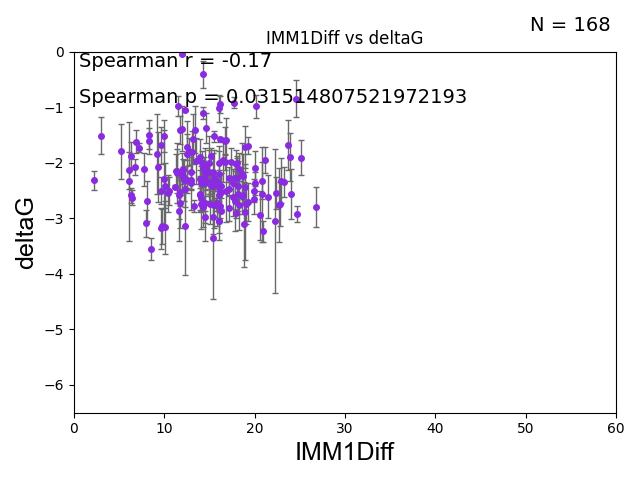 N = 168
IMM1Diff vs deltaG
Spearman r = -0.17
Spearman p = 0.031514807521972193
deltaG
0
−1
−2
−3
−4
−5
−6
0 10 20 30 40 50 60
IMM1Diff